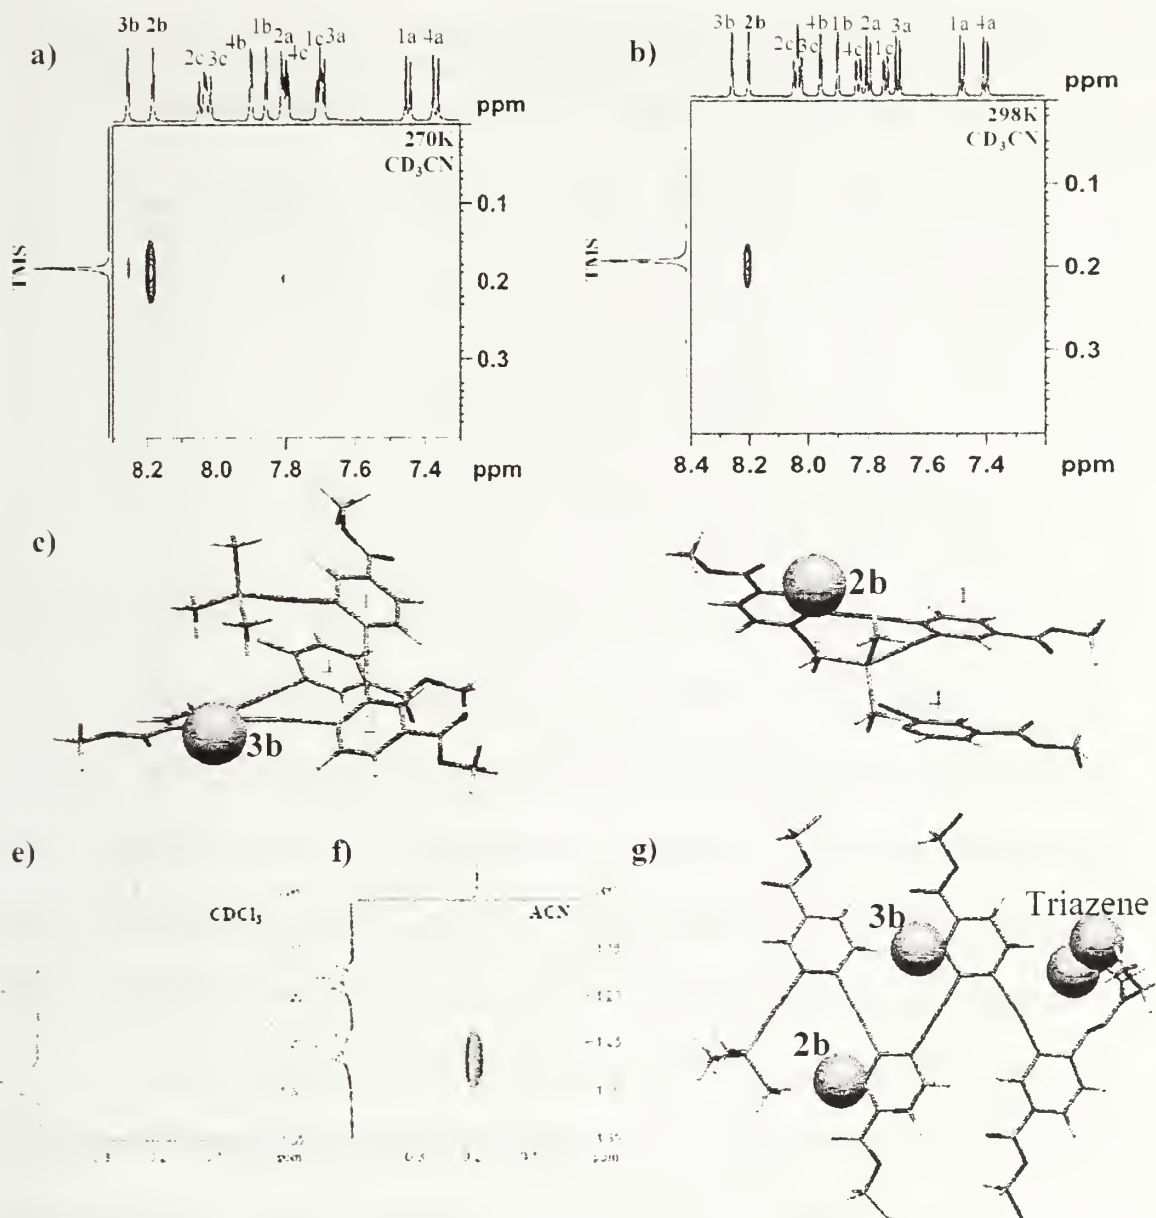 a)
3b 2b 2c 3c 4b 1b 2a 4c 1c 3a 1a 4a
ppm
270K
CD₃CN
TMS
0.1
0.2
0.3
8.2 8.0 7.8 7.6 7.4 ppm
b)
3b 2b 2c 3c 4b 1b 4c 2a 1c 3a 1a 4a
ppm
298K
CD₃CN
TMS
0.1
0.2
0.3
8.4 8.2 8.0 7.8 7.6 7.4 ppm
c)
3b
2b
e)
CDCl₃
f)
ACN
g)
3b
Triazene
2b